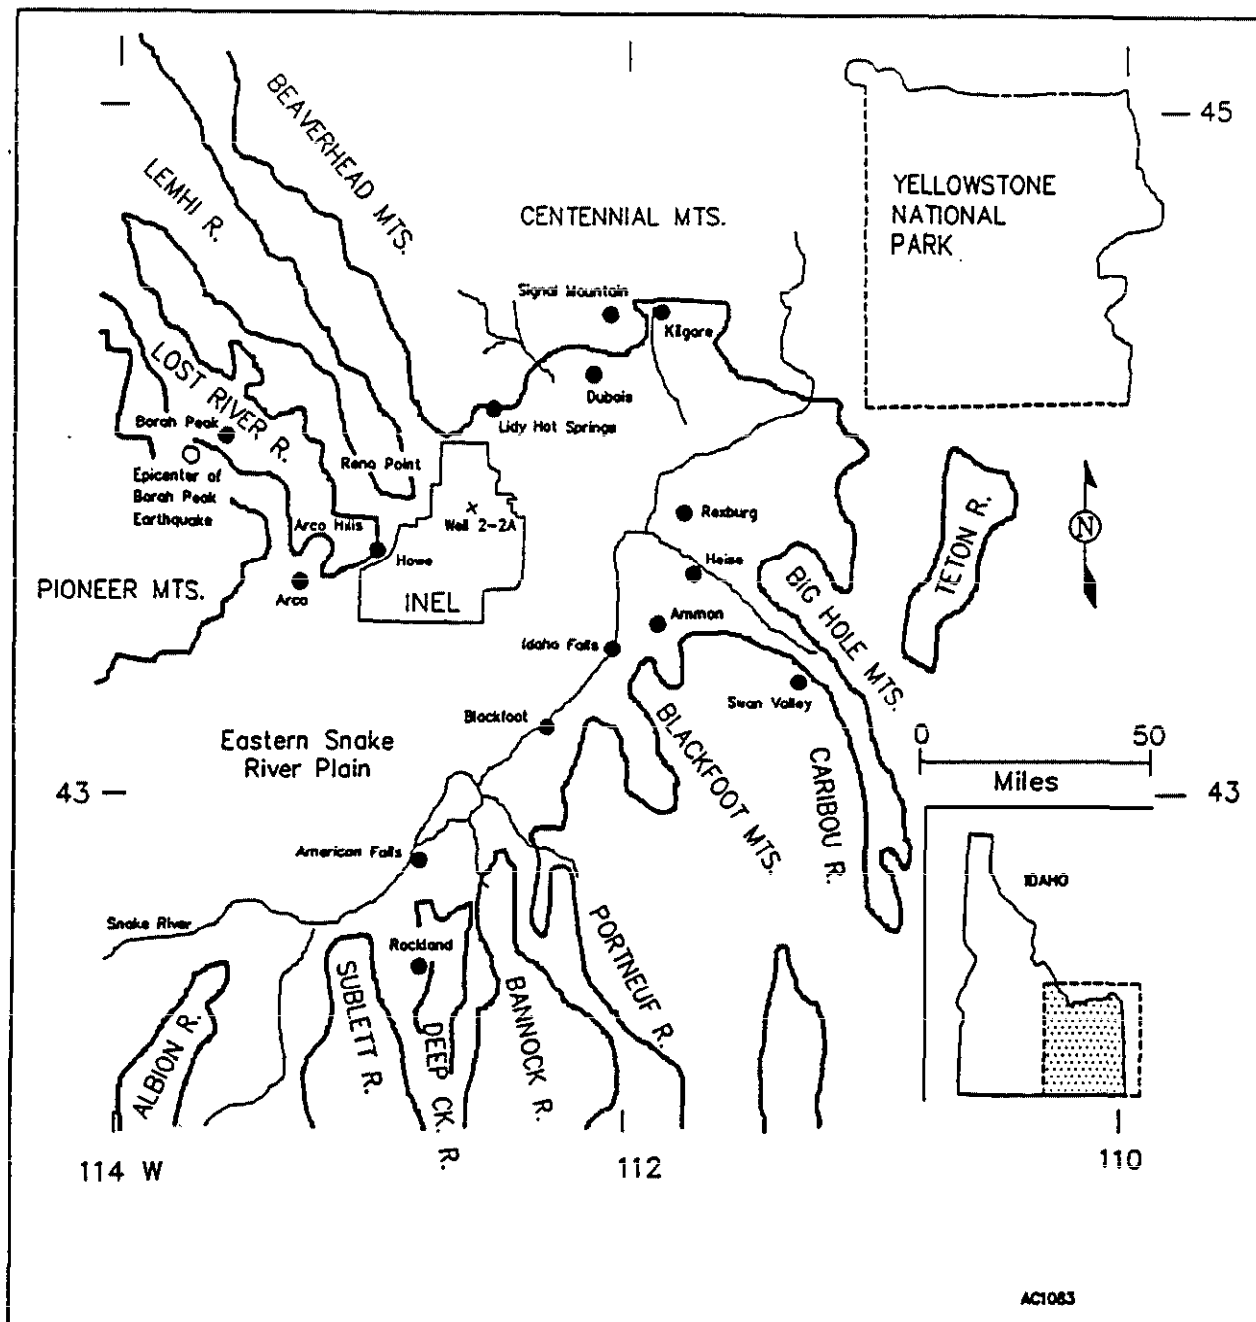 45
BEAVERHEAD MTS.
LEMHI R.
YELLOWSTONE
NATIONAL
PARK
CENTENNIAL MTS.
Signal Mountain
Kilgore
LOST RIVER R.
Dubois
Borah Peak
Lidy Hot Springs
Reno Point
Epicenter of
Borah Peak
Earthquake
Arco Hills
Well 2-2A
Rexburg
TETON R.
N
Howe
Heise
PIONEER MTS.
Arco
INEL
BIG HOLE MTS.
Ammon
Idaho Falls
Swan Valley
Blackfoot
BLACKFOOT MTS.
CARIBOU R.
Eastern Snake
River Plain
0 50
Miles
43
43
American Falls
IDAHO
Snake River
Rockland
ALBION R.
SUBLETT R.
DEEP CK. R.
BANNOCK R.
PORTNEUF R.
114 W
112
110
AC1083